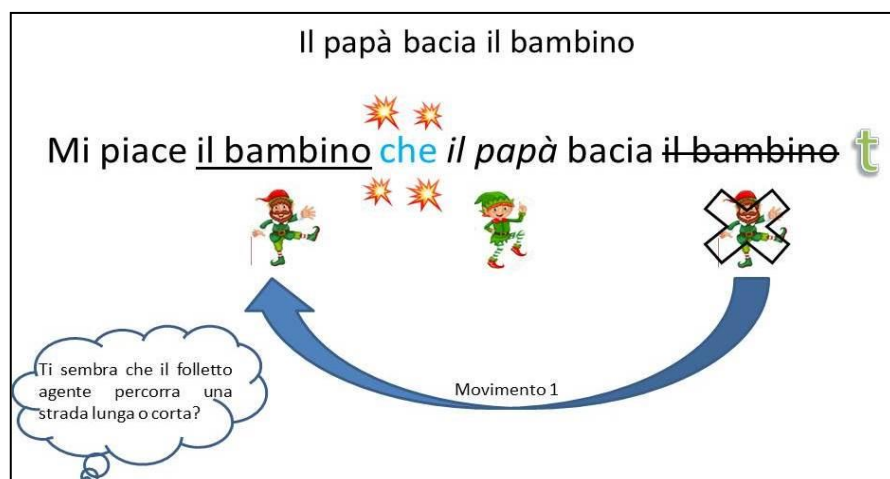 Il papà bacia il bambino
Mi piace il bambino che il papà bacia il bambino t
Ti sembra che il folletto
agente percorra una
strada lunga o corta?
Movimento 1